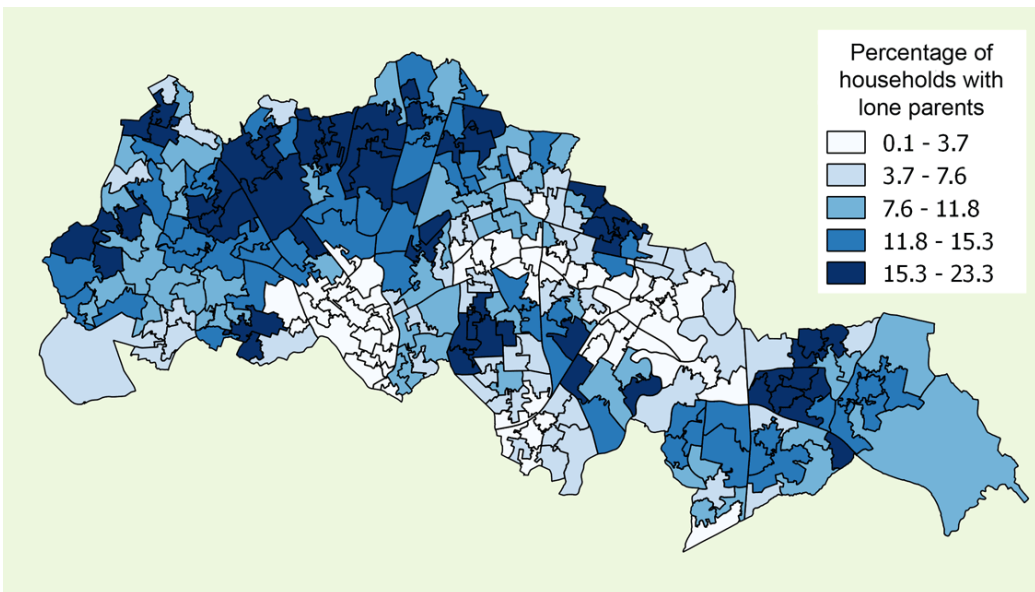 Percentage of
households with
lone parents
0.1 - 3.7
3.7 - 7.6
7.6 - 11.8
11.8 - 15.3
15.3 - 23.3